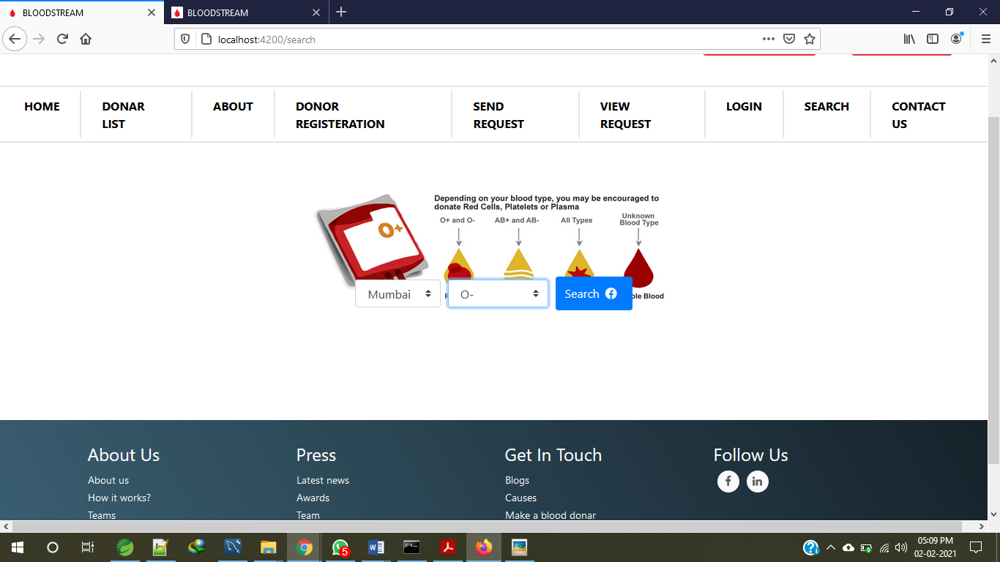 BLOODSTREAM
BLOODSTREAM
localhost:4200/search
HOME
DONAR
LIST
ABOUT
DONOR
REGISTERATION
SEND
REQUEST
VIEW
REQUEST
LOGIN
SEARCH
CONTACT
US
O+
Depending on your blood type, you may be encouraged to
donate Red Cells, Platelets or Plasma
O+ and O-
AB+ and AB-
All Types
Unknown
Blood Type
Mumbai
O-
Search
Blood
About Us
Press
Get In Touch
Follow Us
About us
Latest news
Blogs
How it works?
Awards
Causes
Teams
Team
Make a blood donar
5
05:09 PM
02-02-2021